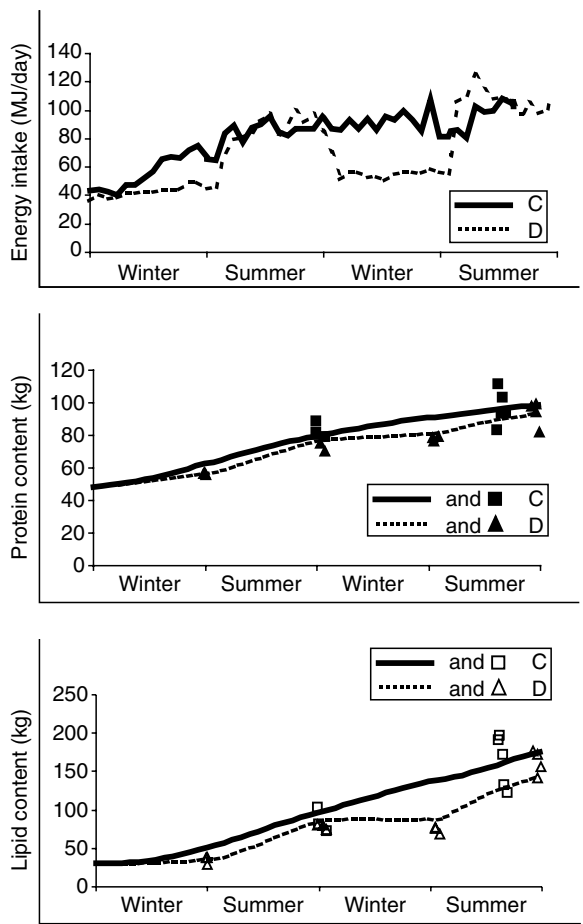 Energy intake (MJ/day)
140
120
100
80
60
40
20
0
C
D
Winter Summer Winter Summer
Protein content (kg)
120
100
80
60
40
20
0
and C
and D
Winter Summer Winter Summer
and C
and D
Lipid content (kg)
250
200
150
100
50
0
Winter Summer Winter Summer